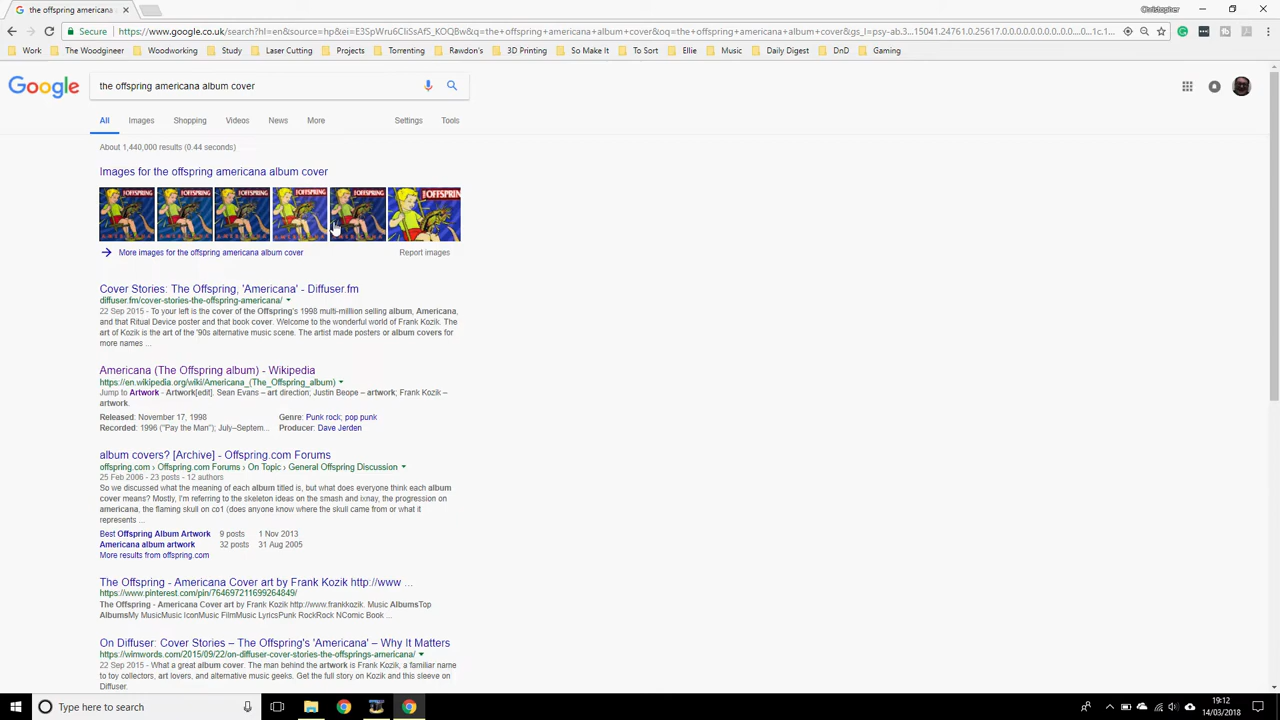 the offspring americana
Christopher
Secure
Work The Woodgineer Woodworking Study Laser Cutting Projects Torrenting Rawdon's 3D Printing So Make It To Sort Ellie Music Daily Digest DnD Gaming
Google
the offspring americana album cover
All Images Shopping Videos News More Settings Tools
About 1,440,000 results (0.44 seconds)
Images for the offspring americana album cover
More images for the offspring americana album cover Report images
Cover Stories: The Offspring, 'Americana' - Diffuser.fm
diffuser.fm/cover-stories-the-offspring-americana/
22 Sep 2015 - To your left is the cover of the Offspring's 1998 multi-million selling album, Americana,
and that Ritual Device poster and that book cover. Welcome to the wonderful world of Frank Kozik. The
art of Kozik is the art of the '90s alternative music scene. The artist made posters or album covers for
more names ...
Americana (The Offspring album) - Wikipedia
https://en.wikipedia.org/wiki/Americana_(The_Offspring_album)
Jump to Artwork - Artwork[edit]. Sean Evans – art direction; Justin Beope – artwork; Frank Kozik –
artwork.
Released: November 17, 1998 Genre: Punk rock; pop punk
Recorded: 1996 ("Pay the Man"); July–Septem... Producer: Dave Jerden
album covers? [Archive] - Offspring.com Forums
offspring.com › Offspring.com Forums › On Topic › General Offspring Discussion
25 Feb 2006 - 23 posts - 12 authors
So we discussed what the meaning of each album titled is, but what does everyone think each album
cover means? Mostly, I'm referring to the skeleton ideas on the smash and ixnay, the progression on
americana, the flaming skull on co1 (does anyone know where the skull came from or what it
represents ...
Best Offspring Album Artwork 9 posts 1 Nov 2013
Americana album artwork 32 posts 31 Aug 2005
More results from offspring.com
The Offspring - Americana Cover art by Frank Kozik http://www ...
https://www.pinterest.com/pin/764697211699264849/
The Offspring - Americana Cover art by Frank Kozik http://www.frankkozik. Music AlbumsTop
AlbumsMy MusicMusic IconMusic FilmMusic LyricsPunk RockRock NComic Book ...
On Diffuser: Cover Stories – The Offspring's 'Americana' – Why It Matters
https://winwords.com/2015/09/22/on-diffuser-cover-stories-the-offsprings-americana/
22 Sep 2015 - What a great album cover. The man behind the artwork is Frank Kozik, a familiar name
to toy collectors, art lovers, and alternative music geeks. Get the full story on Kozik and this sleeve on
Diffuser.
Type here to search
19:12
14/03/2018